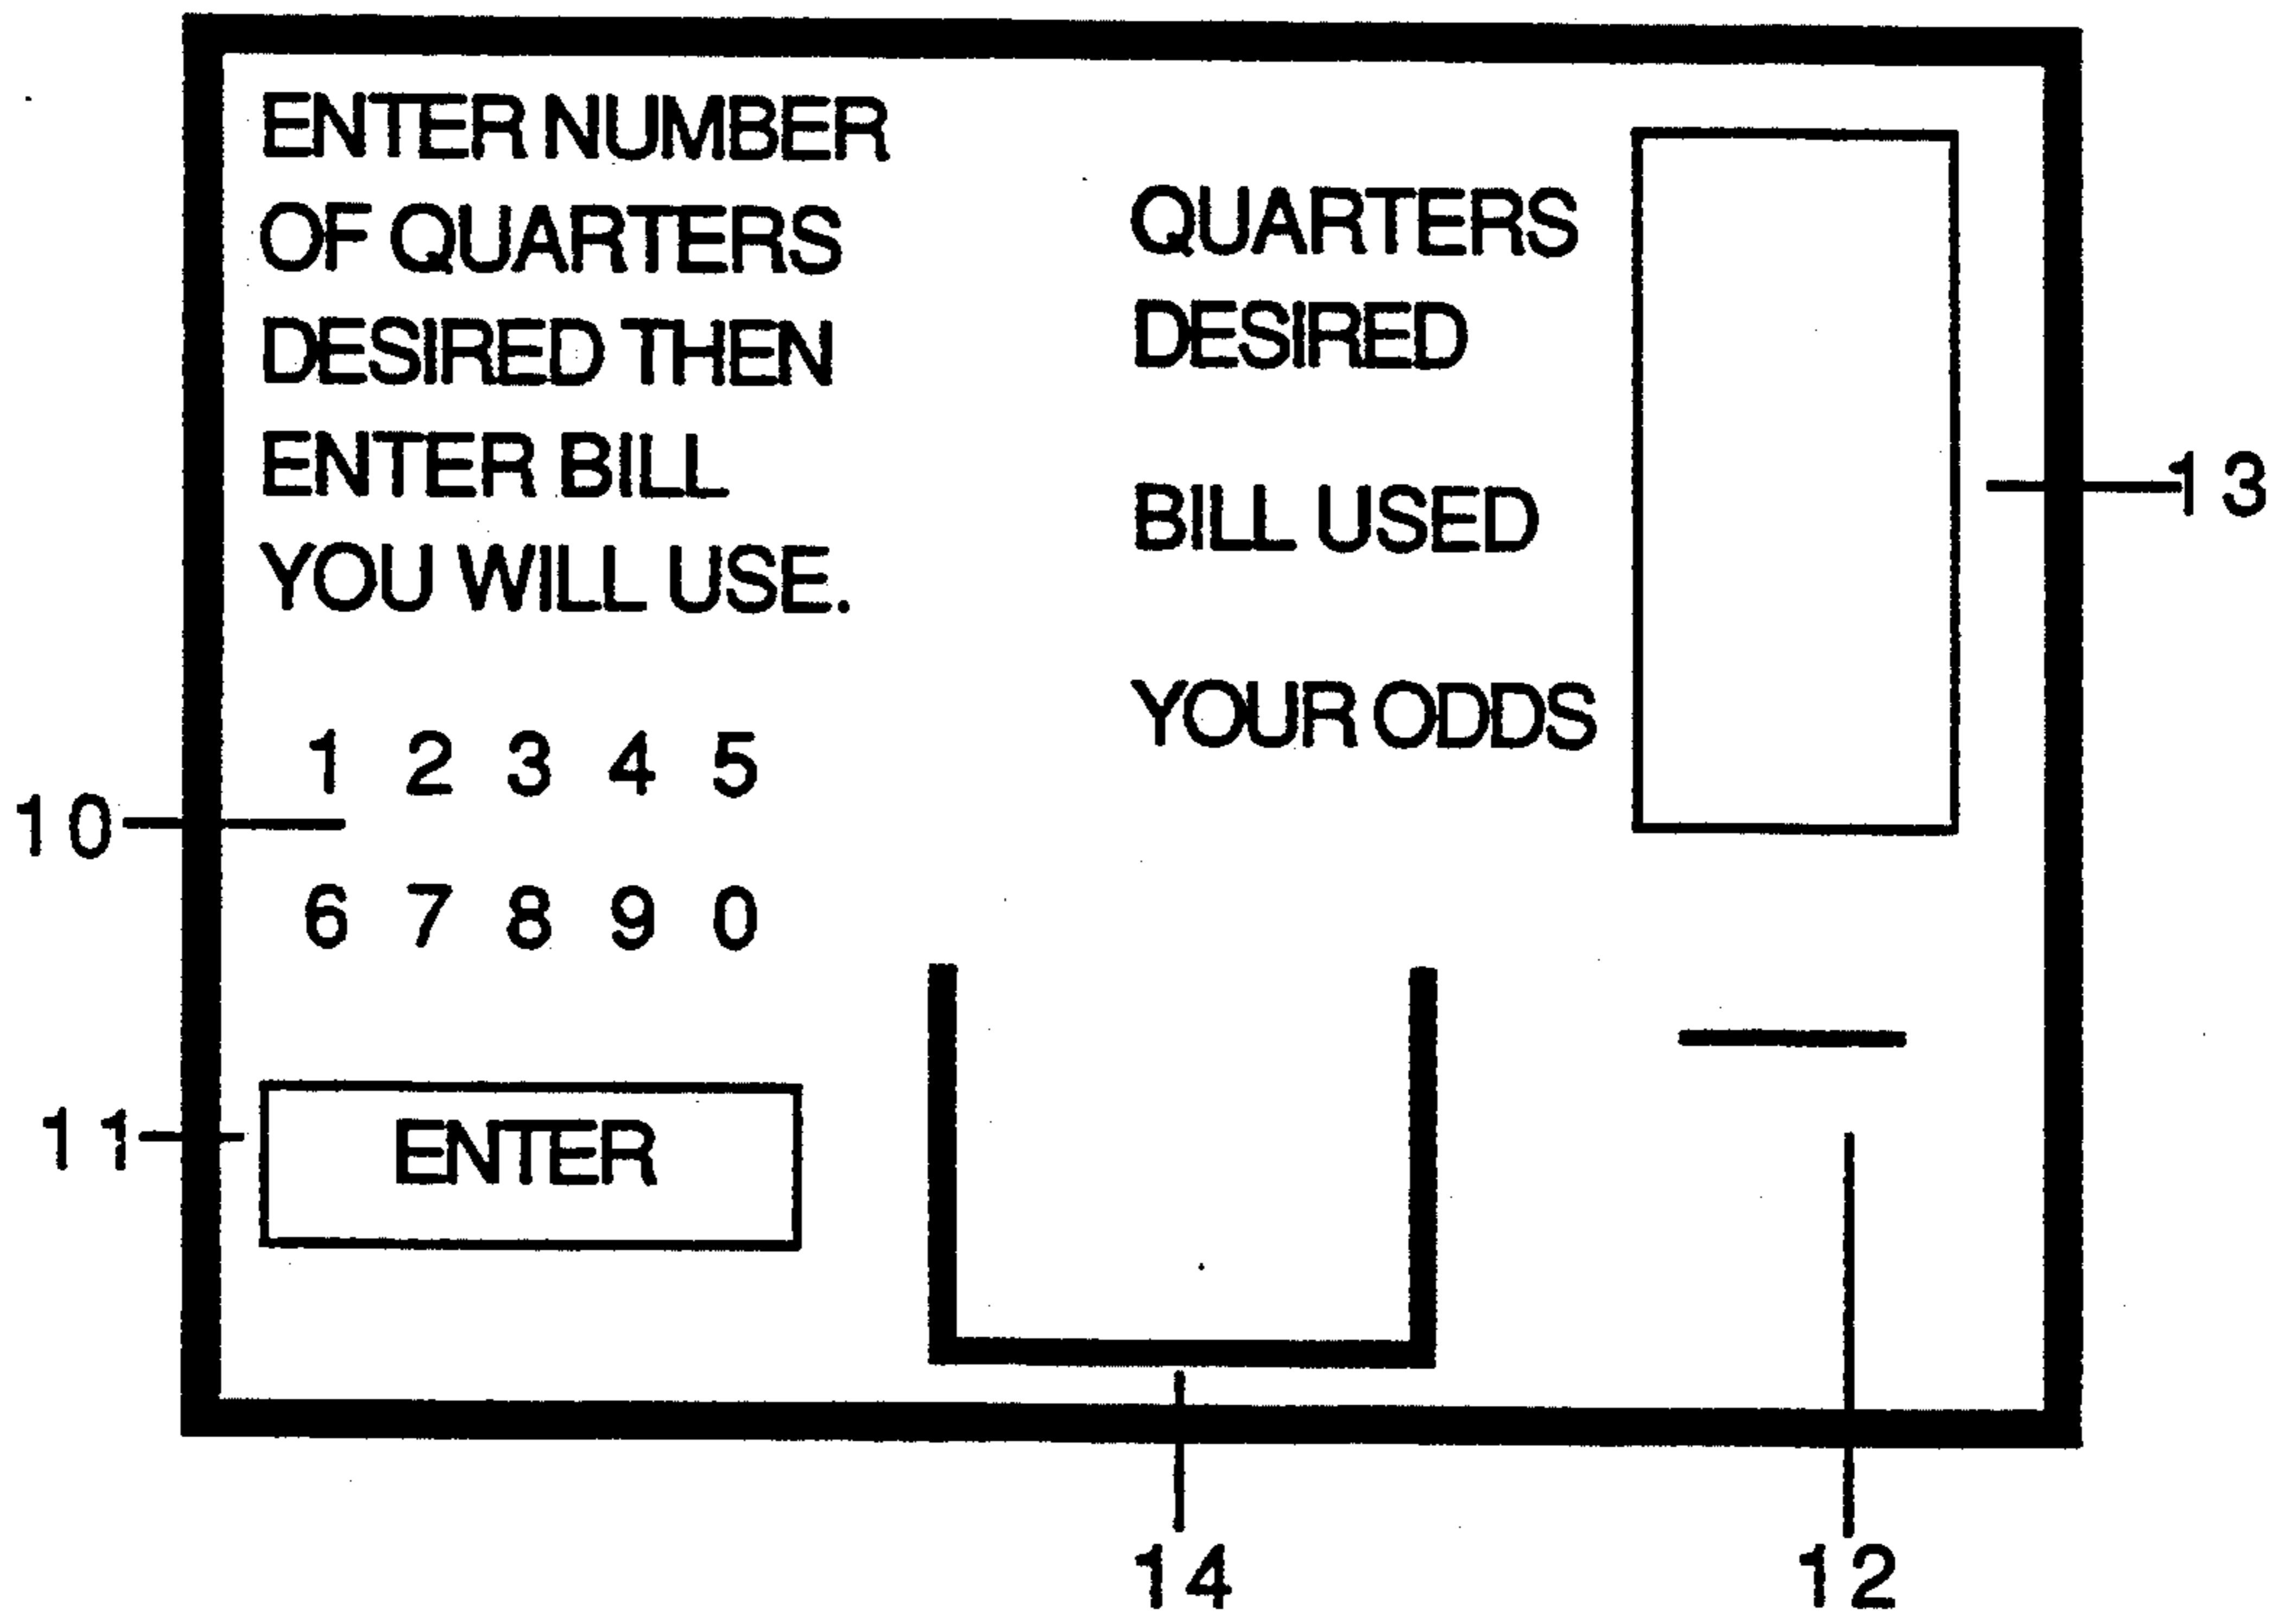 ENTER NUMBER
OF QUARTERS
DESIRED THEN
ENTER BILL
YOU WILL USE.
1 2 3 4 5
10
6 7 8 9 0
11
ENTER
QUARTERS
DESIRED
BILL USED
YOUR ODDS
13
14
12